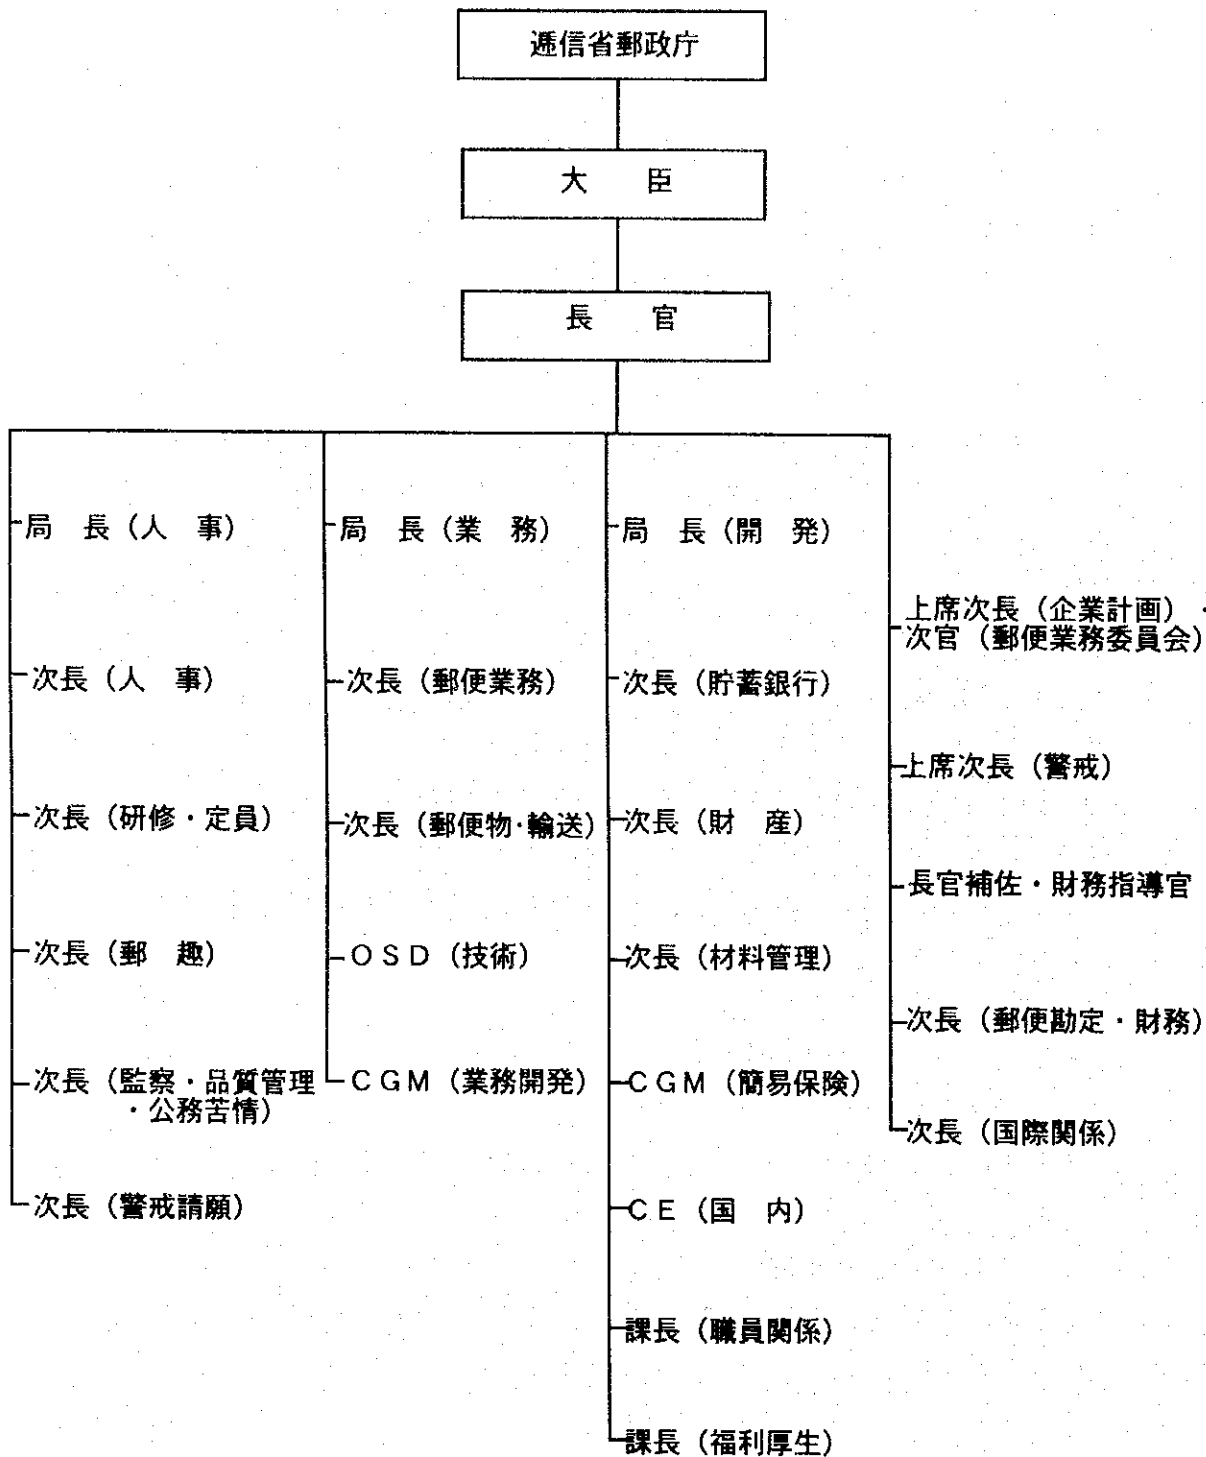 逓信省郵政庁
大　臣
長　官
局　長（人　事）
次長（人　事）
次長（研修・定員）
次長（郵　趣）
次長（監察・品質管理
・公務苦情）
次長（警戒請願）
局　長（業　務）
次長（郵便業務）
次長（郵便物・輸送）
ＯＳＤ（技術）
ＣＧＭ（業務開発）
局　長（開　発）
次長（貯蓄銀行）
次長（財　産）
次長（材料管理）
ＣＧＭ（簡易保険）
ＣＥ（国　内）
課長（職員関係）
課長（福利厚生）
上席次長（企業計画）・
次官（郵便業務委員会）
上席次長（警戒）
長官補佐・財務指導官
次長（郵便勘定・財務）
次長（国際関係）